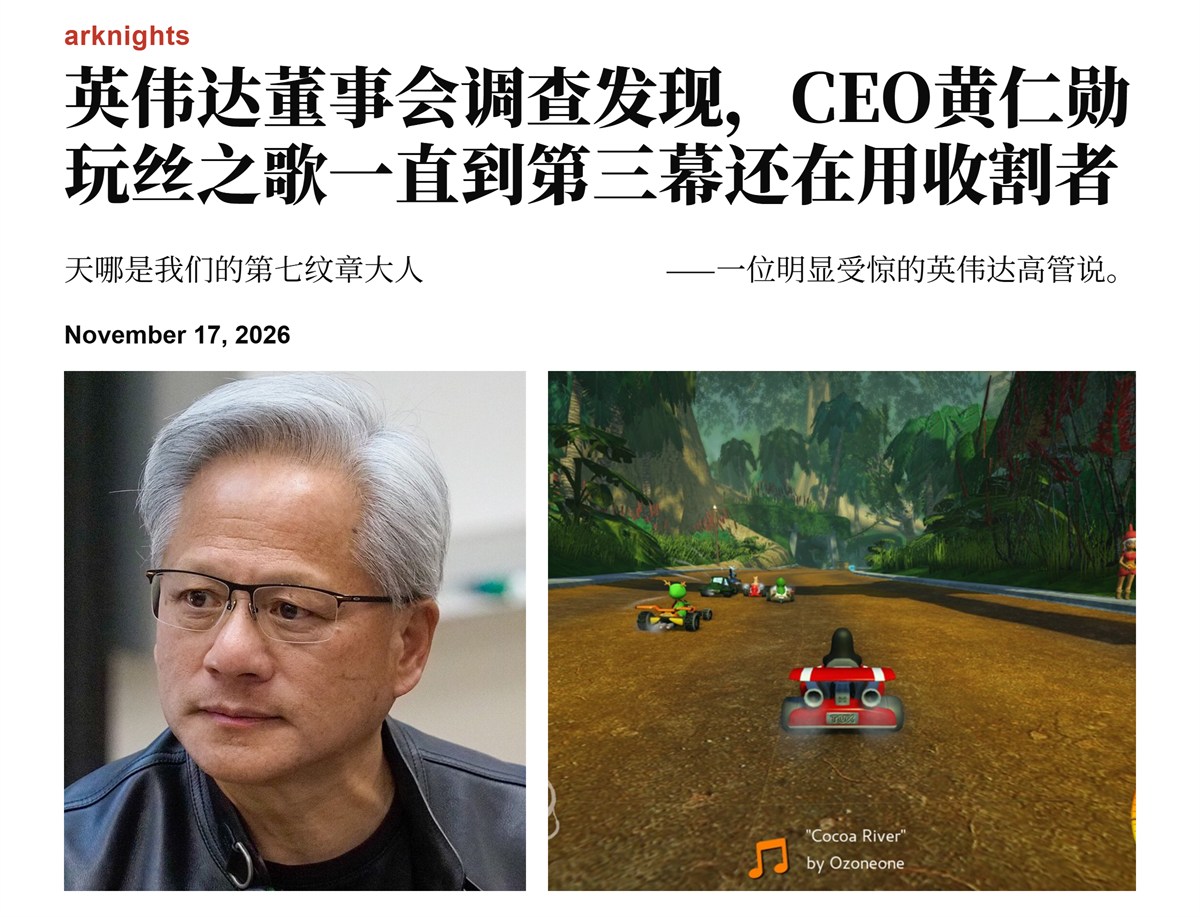 arknights
英伟达董事会调查发现，CEO黄仁勋
玩丝之歌一直到第三幕还在用收割者
天哪是我们的第七纹章大人
——一位明显受惊的英伟达高管说。
November 17, 2026
"Cocoa River"
by Ozoneone